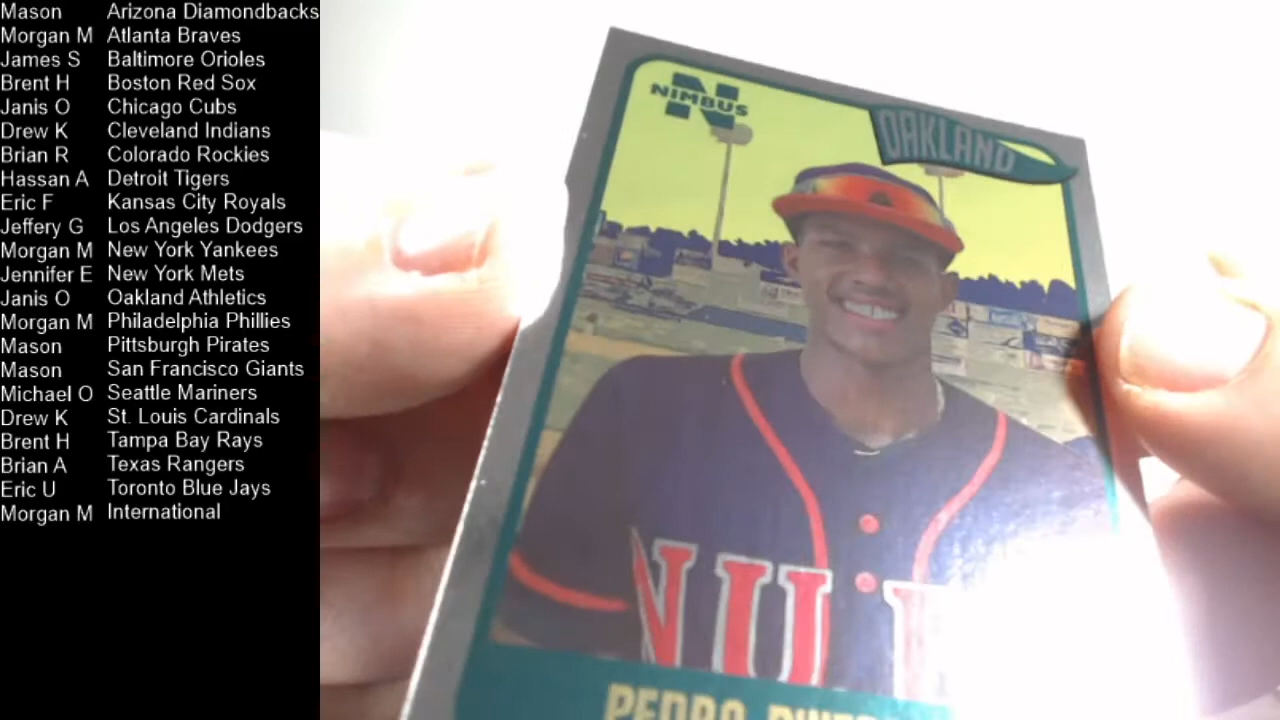 Mason Arizona Diamondbacks
Morgan M Atlanta Braves
James S Baltimore Orioles
Brent H Boston Red Sox
Janis O Chicago Cubs
Drew K Cleveland Indians
Brian R Colorado Rockies
Hassan A Detroit Tigers
Eric F Kansas City Royals
Jeffery G Los Angeles Dodgers
Morgan M New York Yankees
Jennifer E New York Mets
Janis O Oakland Athletics
Morgan M Philadelphia Phillies
Mason Pittsburgh Pirates
Mason San Francisco Giants
Michael O Seattle Mariners
Drew K St. Louis Cardinals
Brent H Tampa Bay Rays
Brian A Texas Rangers
Eric U Toronto Blue Jays
Morgan M International
N
NIMBUS
OAKLAND
PEDRO